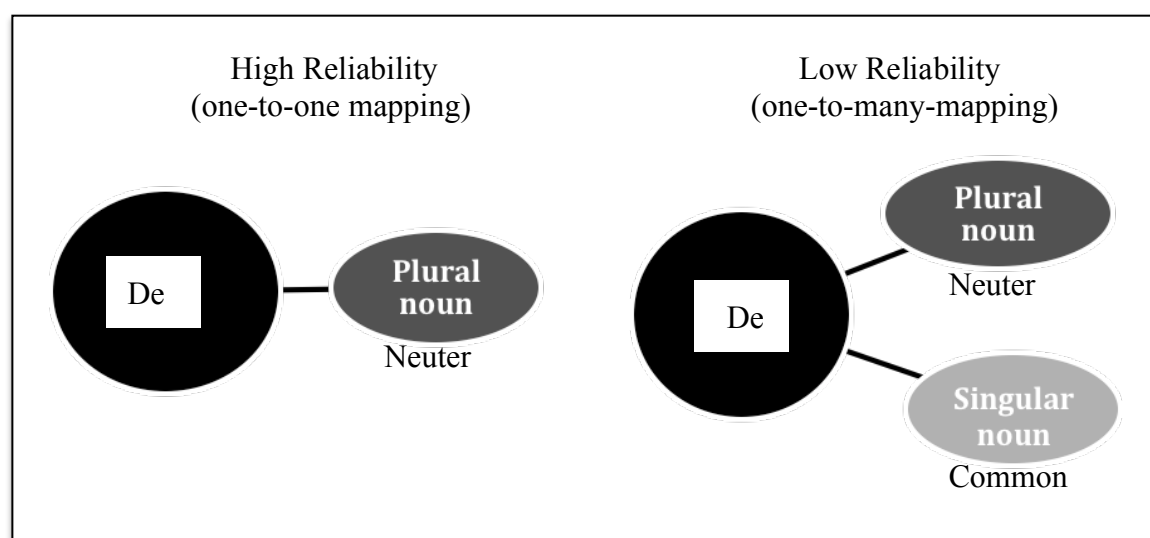 High Reliability
(one-to-one mapping)
De
Plural
noun
Neuter
Low Reliability
(one-to-many-mapping)
De
Plural
noun
Neuter
Singular
noun
Common